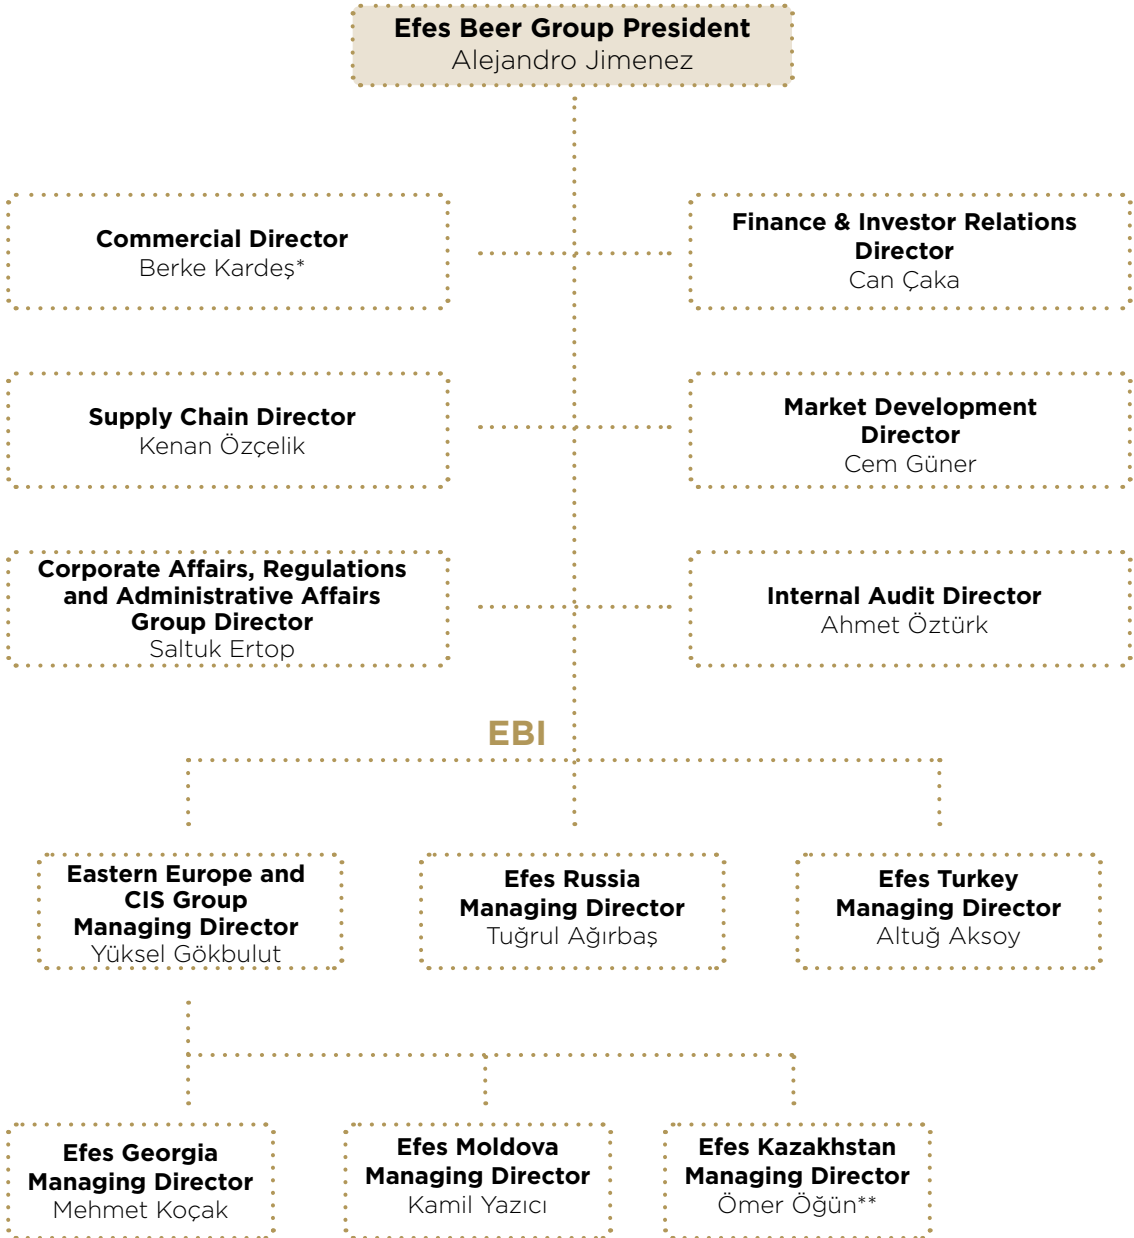 Efes Beer Group President
Alejandro Jimenez
Commercial Director
Berke Kardeş*
Finance & Investor Relations
Director
Can Çaka
Supply Chain Director
Kenan Özçelik
Market Development
Director
Cem Güner
Corporate Affairs, Regulations
and Administrative Affairs
Group Director
Saltuk Ertop
Internal Audit Director
Ahmet Öztürk
EBI
Eastern Europe and
CIS Group
Managing Director
Yüksel Gökbulut
Efes Russia
Managing Director
Tuğrul Ağırbaş
Efes Turkey
Managing Director
Altuğ Aksoy
Efes Georgia
Managing Director
Mehmet Koçak
Efes Moldova
Managing Director
Kamil Yazıcı
Efes Kazakhstan
Managing Director
Ömer Öğün**